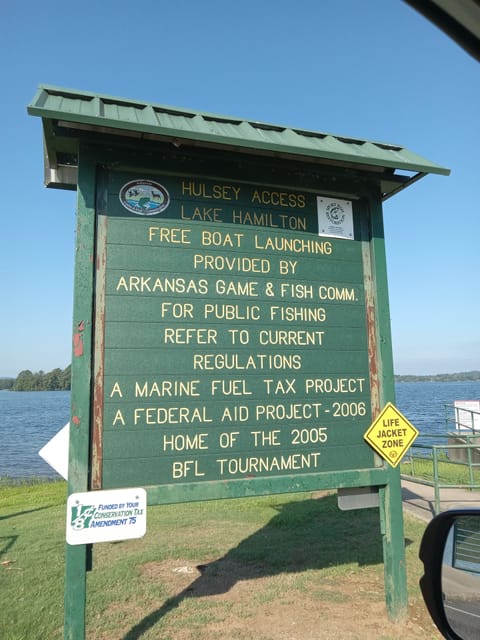 HULSEY ACCESS
LAKE HAMILTON
FREE BOAT LAUNCHING
PROVIDED BY
ARKANSAS GAME & FISH COMM.
FOR PUBLIC FISHING
REFER TO CURRENT
REGULATIONS
A MARINE FUEL TAX PROJECT
A FEDERAL AID PROJECT-2006
HOME OF THE 2005
BFL TOURNAMENT
LIFE
JACKET
ZONE
1/8¢
FUNDED BY YOUR
CONSERVATION TAX
AMENDMENT 75